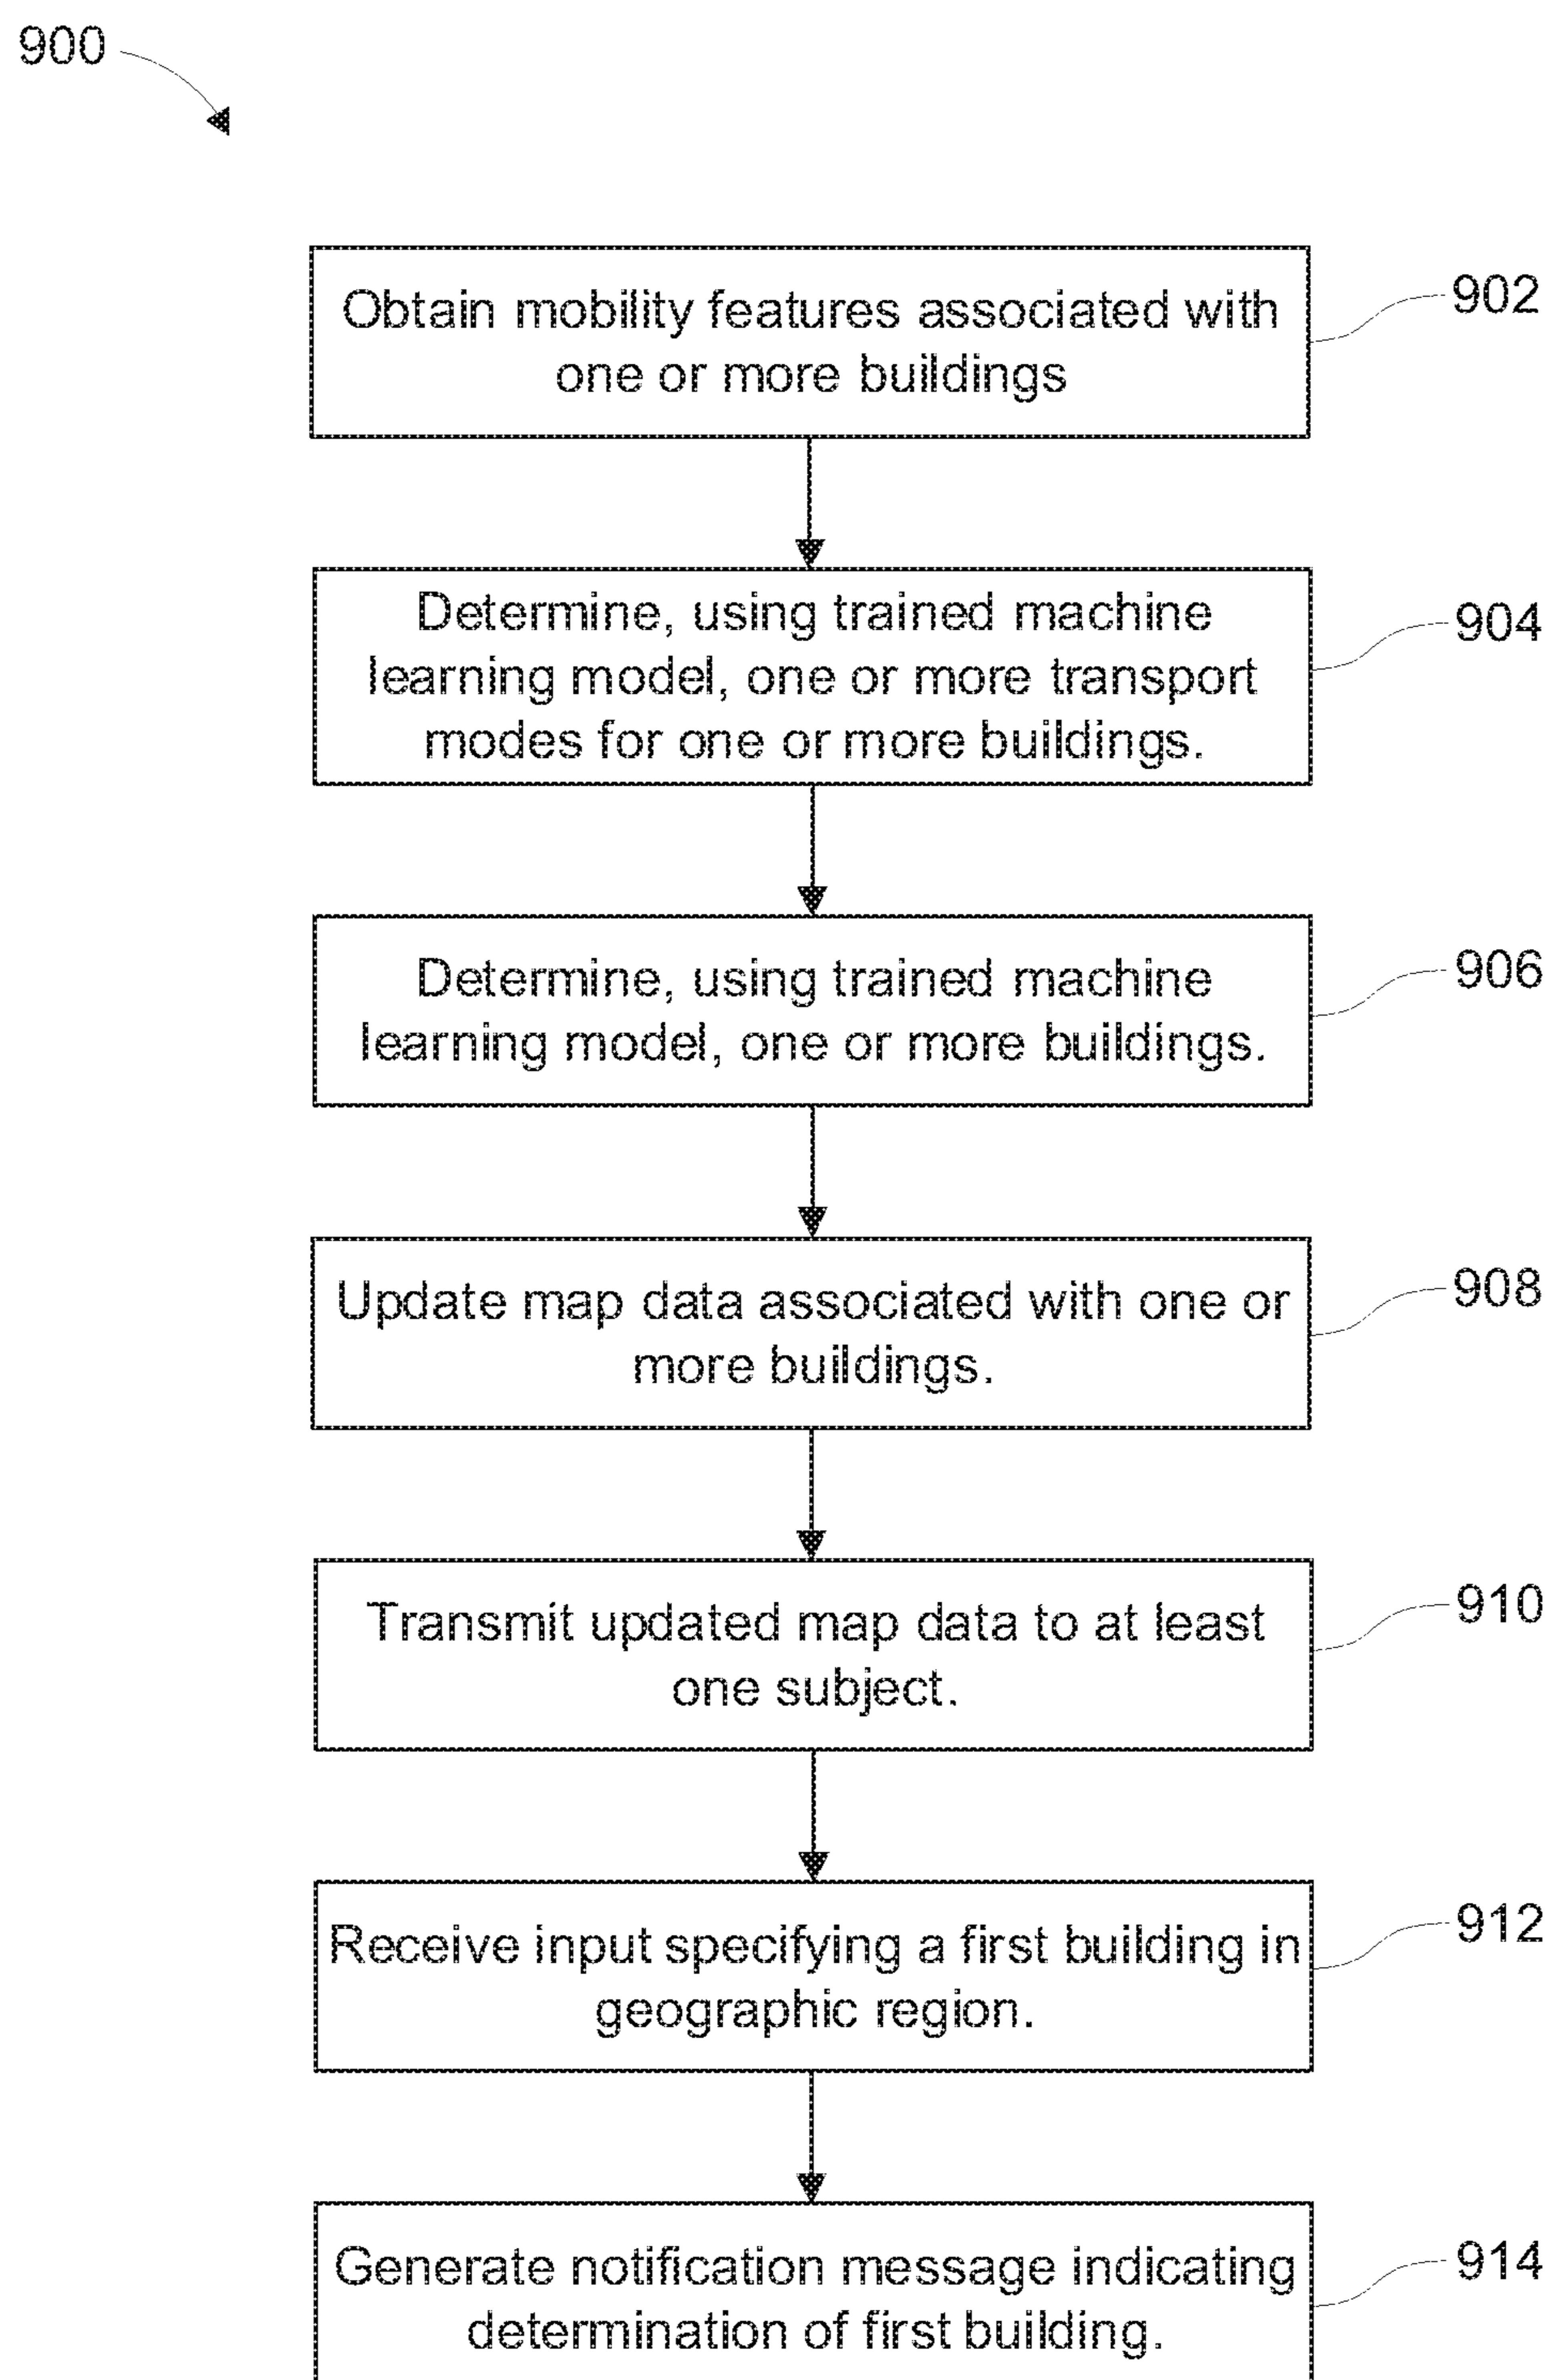 900
Obtain mobility features associated with
one or more buildings
902
Determine, using trained machine
learning model, one or more transport
modes for one or more buildings.
904
Determine, using trained machine
learning model, one or more buildings.
906
Update map data associated with one or
more buildings.
908
Transmit updated map data to at least
one subject.
910
Receive input specifying a first building in
geographic region.
912
Generate notification message indicating
determination of first building.
914